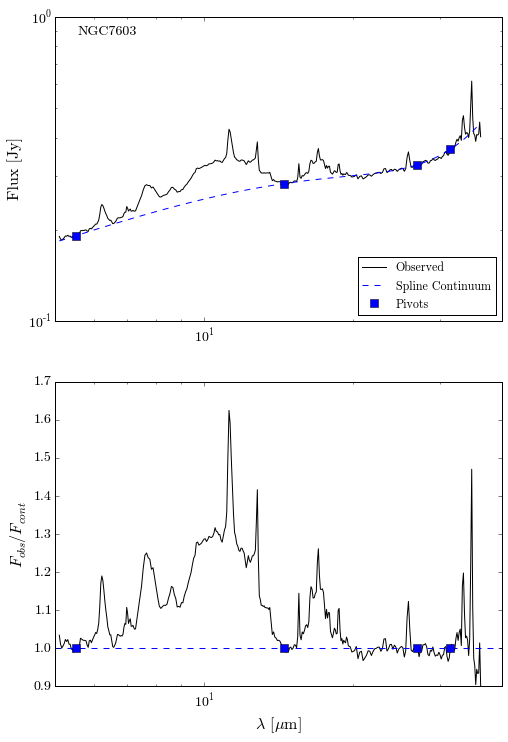 NGC7603
10^0
Flux [Jy]
Observed
Spline Continuum
Pivots
10^-1
10^1
1.7
1.6
1.5
1.4
1.3
1.2
1.1
1.0
0.9
F_obs/F_cont
10^1
λ [μm]